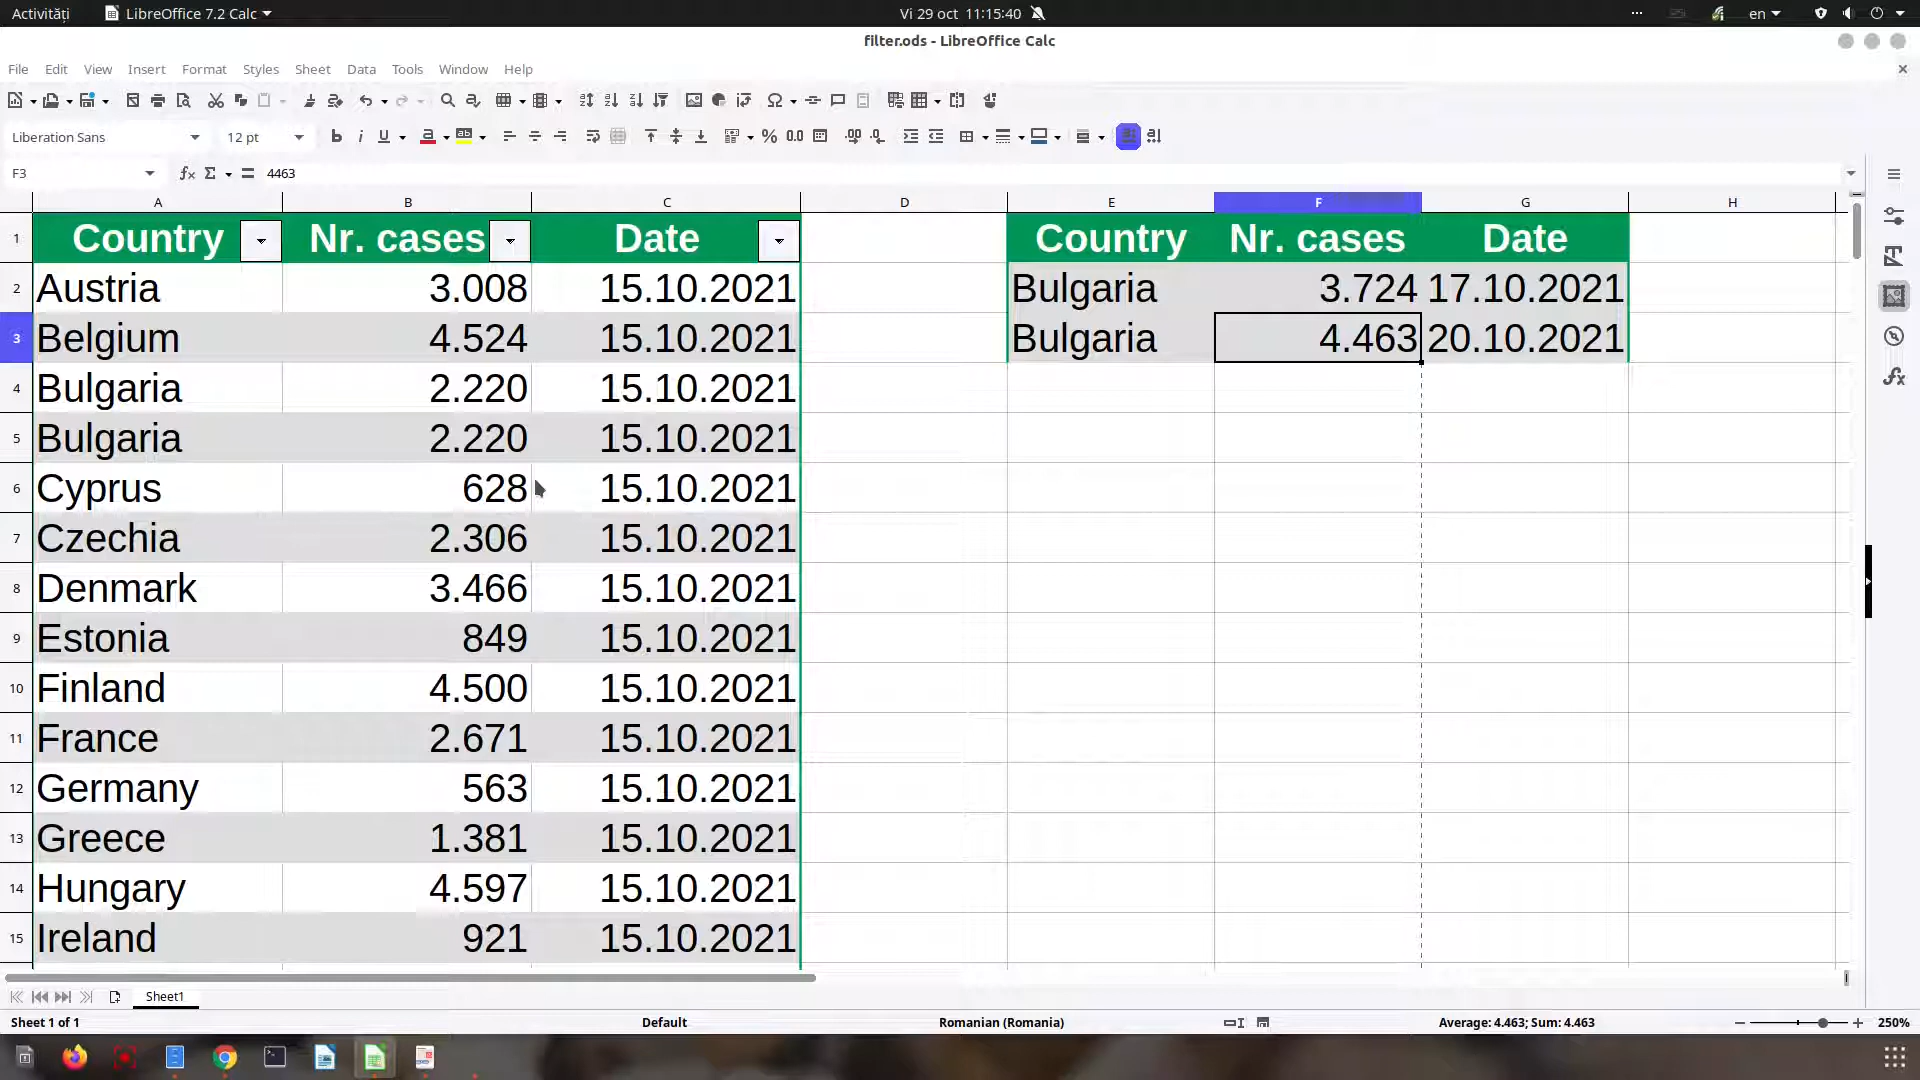 Activități LibreOffice 7.2 Calc Vi 29 oct 11:15:40 en
filter.ods - LibreOffice Calc
File Edit View Insert Format Styles Sheet Data Tools Window Help
Liberation Sans 12 pt
F3 4463
A B C D E F G H
1 Country Nr. cases Date Country Nr. cases Date
2 Austria 3.008 15.10.2021 Bulgaria 3.724 17.10.2021
3 Belgium 4.524 15.10.2021 Bulgaria 4.463 20.10.2021
4 Bulgaria 2.220 15.10.2021
5 Bulgaria 2.220 15.10.2021
6 Cyprus 628 15.10.2021
7 Czechia 2.306 15.10.2021
8 Denmark 3.466 15.10.2021
9 Estonia 849 15.10.2021
10 Finland 4.500 15.10.2021
11 France 2.671 15.10.2021
12 Germany 563 15.10.2021
13 Greece 1.381 15.10.2021
14 Hungary 4.597 15.10.2021
15 Ireland 921 15.10.2021
Sheet1
Sheet 1 of 1 Default Romanian (Romania) Average: 4.463; Sum: 4.463 250%